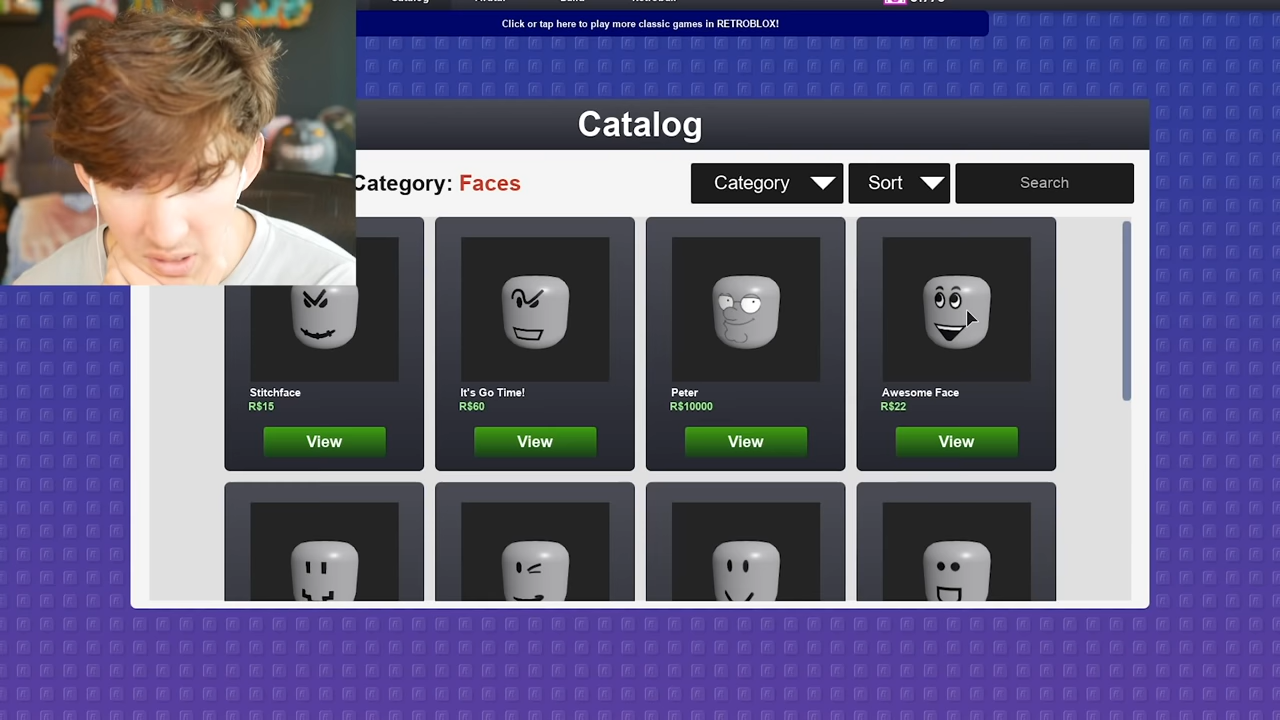 Click or tap here to play more classic games in RETROBLOX!
Catalog
Category: Faces
Category
Sort
Search
Stitchface
R$15
View
It's Go Time!
R$60
View
Peter
R$10000
View
Awesome Face
R$22
View